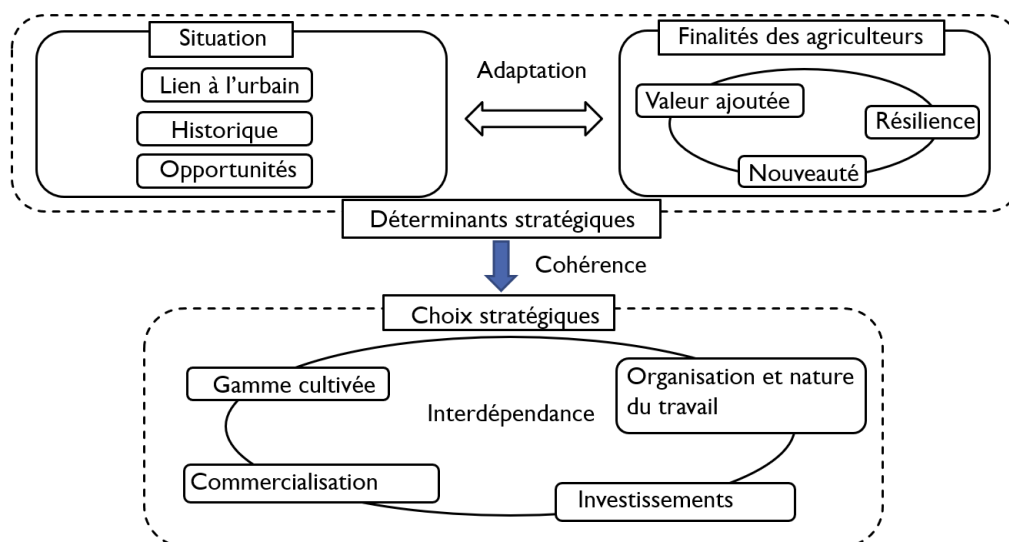 Situation
Lien à l'urbain
Historique
Opportunités
Adaptation
Finalités des agriculteurs
Valeur ajoutée
Résilience
Nouveauté
Déterminants stratégiques
Cohérence
Choix stratégiques
Gamme cultivée
Organisation et nature
du travail
Interdépendance
Commercialisation
Investissements